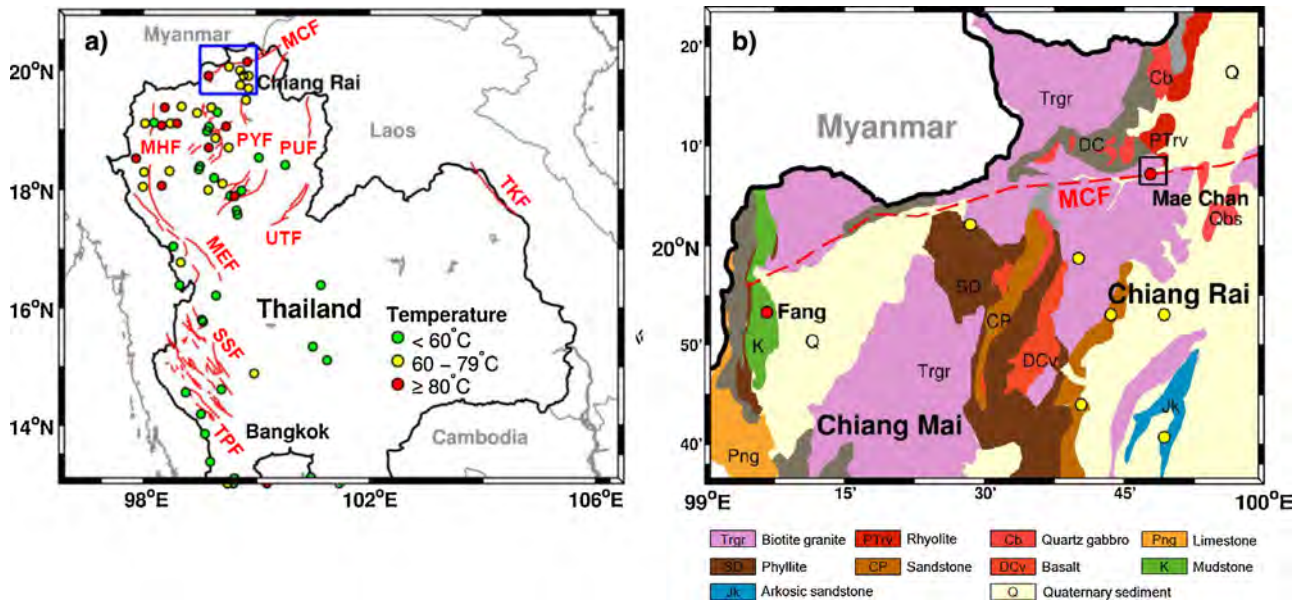 a)
Myanmar
MCF
20°N
Chiang Rai
Laos
MHF
PYF
PUF
TKF
18°N
UTF
MEF
Thailand
16°N
SSF
Temperature
< 60°C
60 – 79°C
≥ 80°C
14°N
TPF
Bangkok
Cambodia
98°E
102°E
106°E
b)
20'
Cb
Q
Trgr
Myanmar
DC
PTrv
10'
MCF
Mae Chan
Qbs
20°N
SD
Chiang Rai
Fang
CP
K
Q
50'
DCv
Trgr
Jk
Chiang Mai
40'
Png
99°E
15'
30'
45'
100°E
Trgr Biotite granite PTrv Rhyolite Cb Quartz gabbro Png Limestone
SD Phyllite CP Sandstone DCv Basalt K Mudstone
Jk Arkosic sandstone Q Quaternary sediment